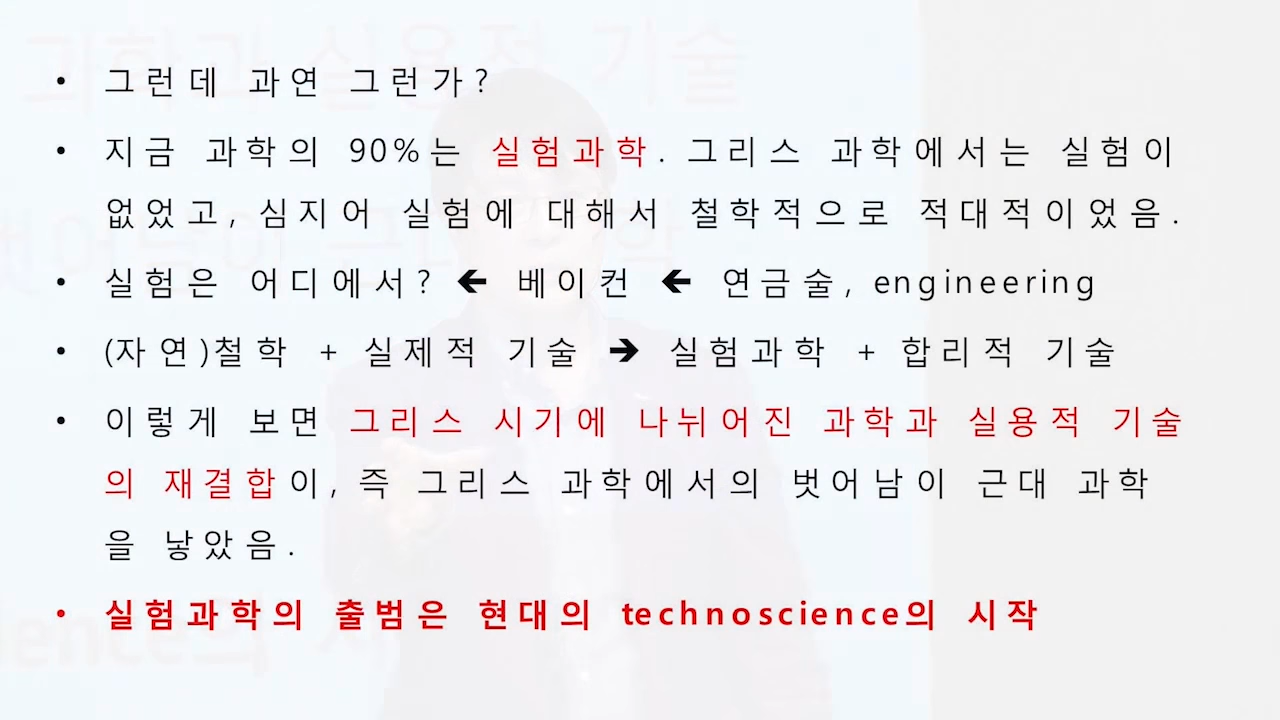 • 그런데 과연 그런가?
• 지금 과학의 90%는 실험과학. 그리스 과학에서는 실험이
없었고, 심지어 실험에 대해서 철학적으로 적대적이었음.
• 실험은 어디에서? 🡸 베이컨 🡸 연금술, engineering
• (자연)철학 + 실제적 기술 🡺 실험과학 + 합리적 기술
• 이렇게 보면 그리스 시기에 나뉘어진 과학과 실용적 기술
의 재결합이, 즉 그리스 과학에서의 벗어남이 근대 과학
을 낳았음.
• 실험과학의 출범은 현대의 technoscience의 시작